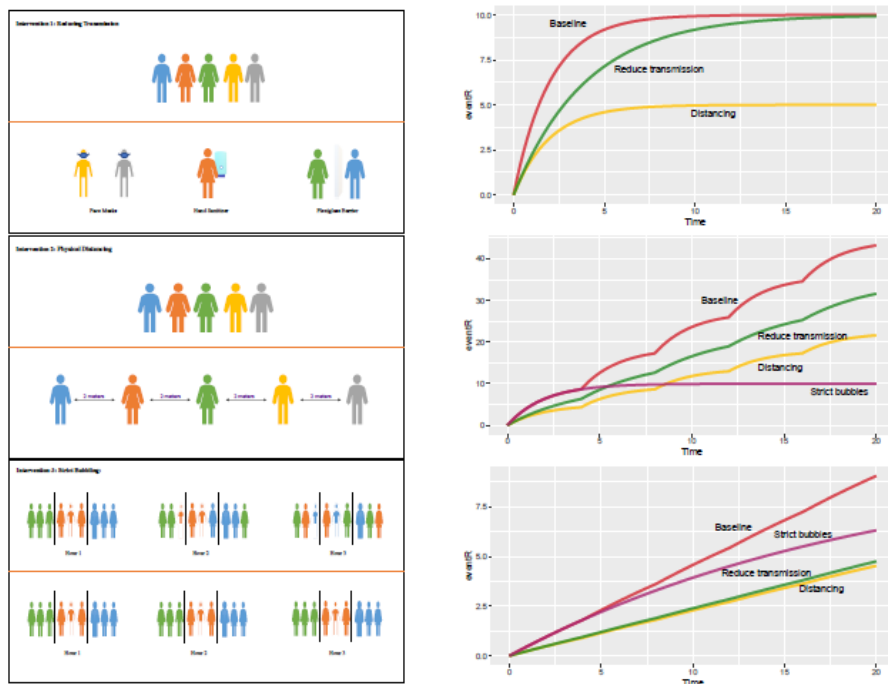 Intervention 1: Reducing Transmission
Face Masks
Hand Sanitizer
Plexiglass Barrier
Intervention 2: Physical Distancing
2 meters
2 meters
2 meters
2 meters
Intervention 3: Strict Bubbling
Hour 1
Hour 2
Hour 3
Hour 1
Hour 2
Hour 3
10.0
7.5
5.0
2.5
0.0
eventR
Baseline
Reduce transmission
Distancing
0
5
10
15
20
Time
40
30
20
10
0
eventR
Baseline
Reduce transmission
Distancing
Strict bubbles
0
5
10
15
20
Time
7.5
5.0
2.5
0.0
eventR
Baseline
Strict bubbles
Reduce transmission
Distancing
0
5
10
15
20
Time